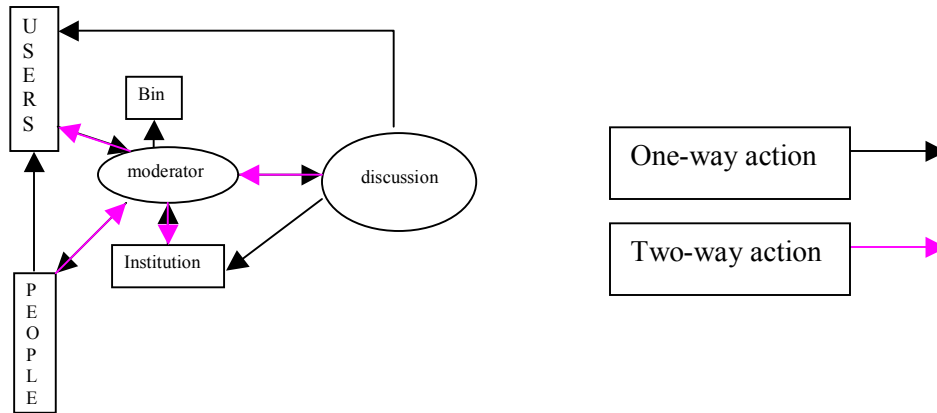 U
S
E
R
S
Bin
moderator
discussion
Institution
P
E
O
P
L
E
One-way action
Two-way action